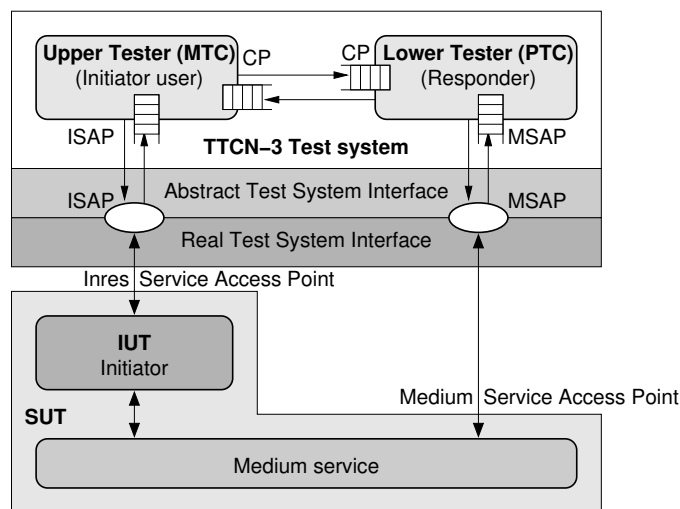 Upper Tester (MTC)
(Initiator user)
CP
CP
Lower Tester (PTC)
(Responder)
ISAP
TTCN−3 Test system
MSAP
ISAP
Abstract Test System Interface
MSAP
Real Test System Interface
Inres Service Access Point
IUT
Initiator
Medium Service Access Point
SUT
Medium service